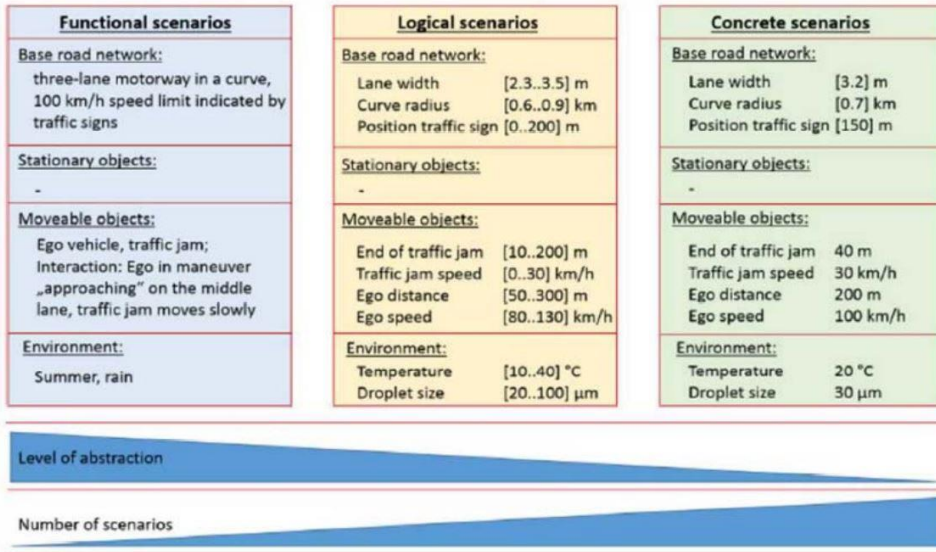 Functional scenarios
Base road network:
three-lane motorway in a curve,
100 km/h speed limit indicated by
traffic signs
Stationary objects:
-
Moveable objects:
Ego vehicle, traffic jam;
Interaction: Ego in maneuver
„approaching" on the middle
lane, traffic jam moves slowly
Environment:
Summer, rain
Logical scenarios
Base road network:
Lane width [2.3..3.5] m
Curve radius [0.6..0.9] km
Position traffic sign [0..200] m
Stationary objects:
-
Moveable objects:
End of traffic jam [10..200] m
Traffic jam speed [0..30] km/h
Ego distance [50..300] m
Ego speed [80..130] km/h
Environment:
Temperature [10..40] °C
Droplet size [20..100] μm
Concrete scenarios
Base road network:
Lane width [3.2] m
Curve radius [0.7] km
Position traffic sign [150] m
Stationary objects:
-
Moveable objects:
End of traffic jam 40 m
Traffic jam speed 30 km/h
Ego distance 200 m
Ego speed 100 km/h
Environment:
Temperature 20 °C
Droplet size 30 μm
Level of abstraction
Number of scenarios